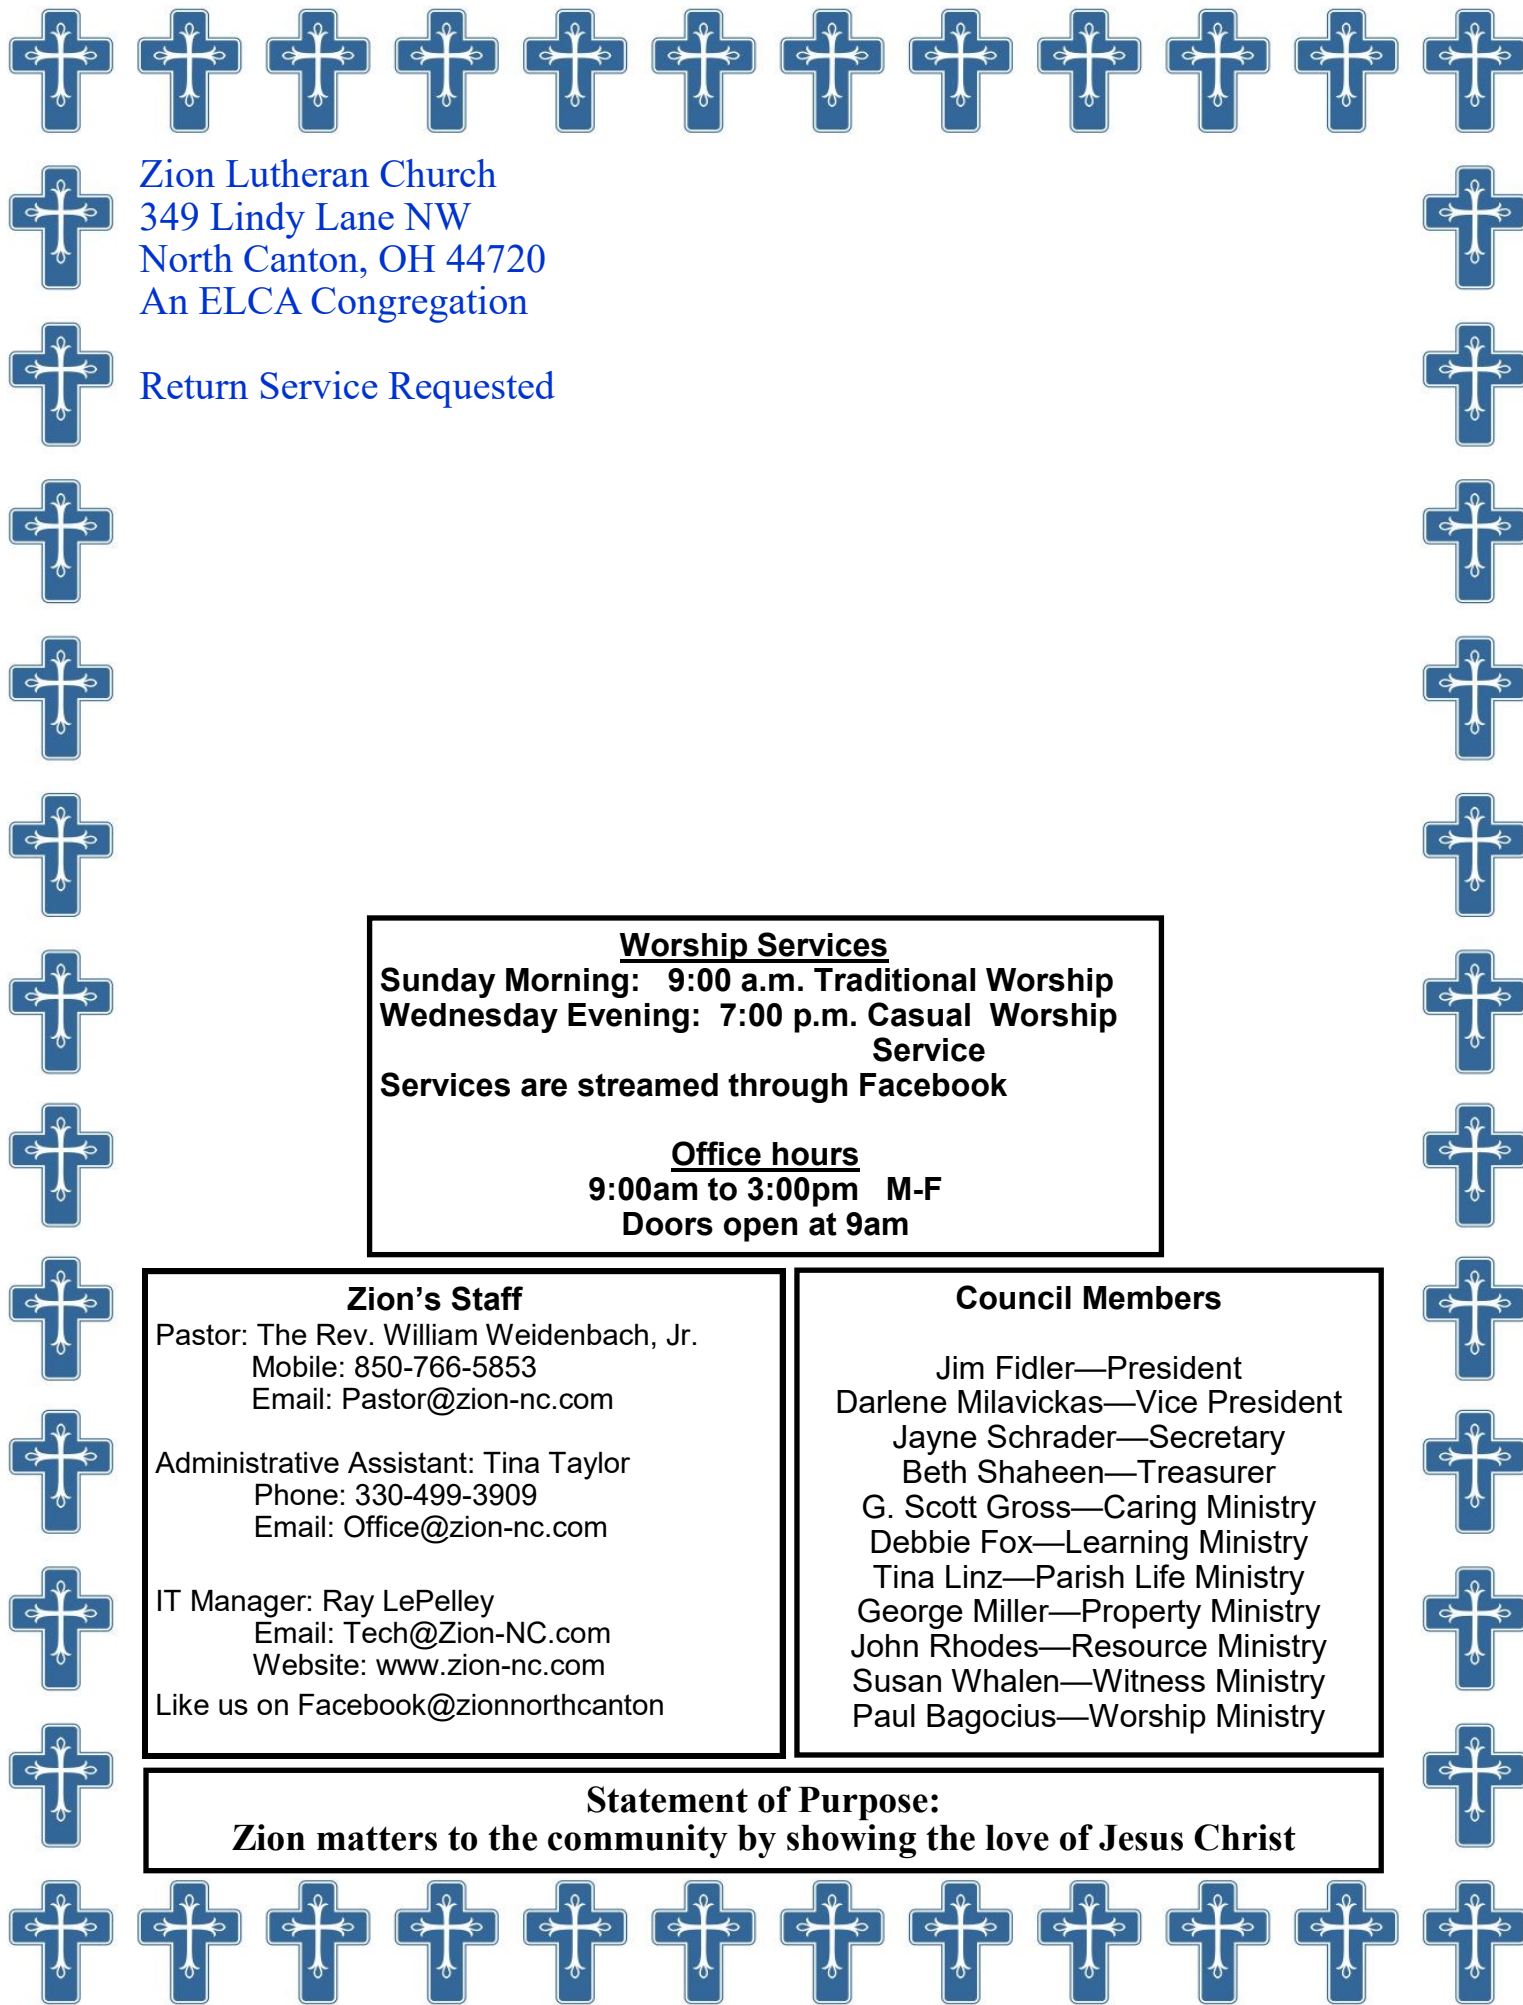 Zion Lutheran Church
349 Lindy Lane NW
North Canton, OH 44720
An ELCA Congregation
Return Service Requested
Worship Services
Sunday Morning: 9:00 a.m. Traditional Worship
Wednesday Evening: 7:00 p.m. Casual Worship
Service
Services are streamed through Facebook
Office hours
9:00am to 3:00pm M-F
Doors open at 9am
Zion’s Staff
Pastor: The Rev. William Weidenbach, Jr.
Mobile: 850-766-5853
Email: Pastor@zion-nc.com
Administrative Assistant: Tina Taylor
Phone: 330-499-3909
Email: Office@zion-nc.com
IT Manager: Ray LePelley
Email: Tech@Zion-NC.com
Website: www.zion-nc.com
Like us on Facebook@zionnorthcanton
Council Members
Jim Fidler—President
Darlene Milavickas—Vice President
Jayne Schrader—Secretary
Beth Shaheen—Treasurer
G. Scott Gross—Caring Ministry
Debbie Fox—Learning Ministry
Tina Linz—Parish Life Ministry
George Miller—Property Ministry
John Rhodes—Resource Ministry
Susan Whalen—Witness Ministry
Paul Bagocius—Worship Ministry
Statement of Purpose:
Zion matters to the community by showing the love of Jesus Christ